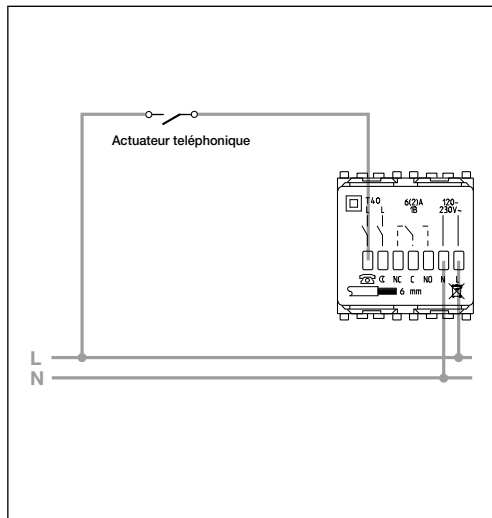 Actuateur teléphonique
T40 6(2)A 120-
L L 1B 230V~
NC C NO N L
6 mm
L
N